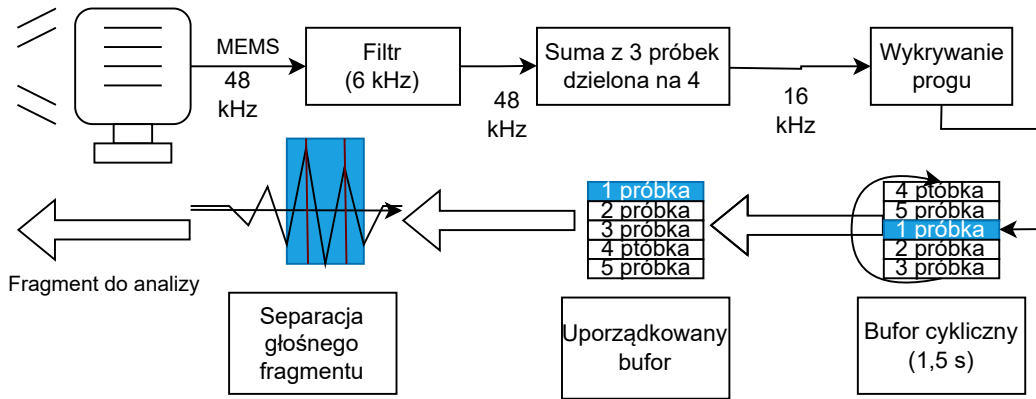 MEMS
48
kHz
Filtr
(6 kHz)
48
kHz
Suma z 3 próbek
dzielona na 4
16
kHz
Wykrywanie
progu
4 ptóbka
5 próbka
1 próbka
2 próbka
3 próbka
Bufor cykliczny
(1,5 s)
1 próbka
2 próbka
3 próbka
4 ptóbka
5 próbka
Uporządkowany
bufor
Separacja
głośnego
fragmentu
Fragment do analizy